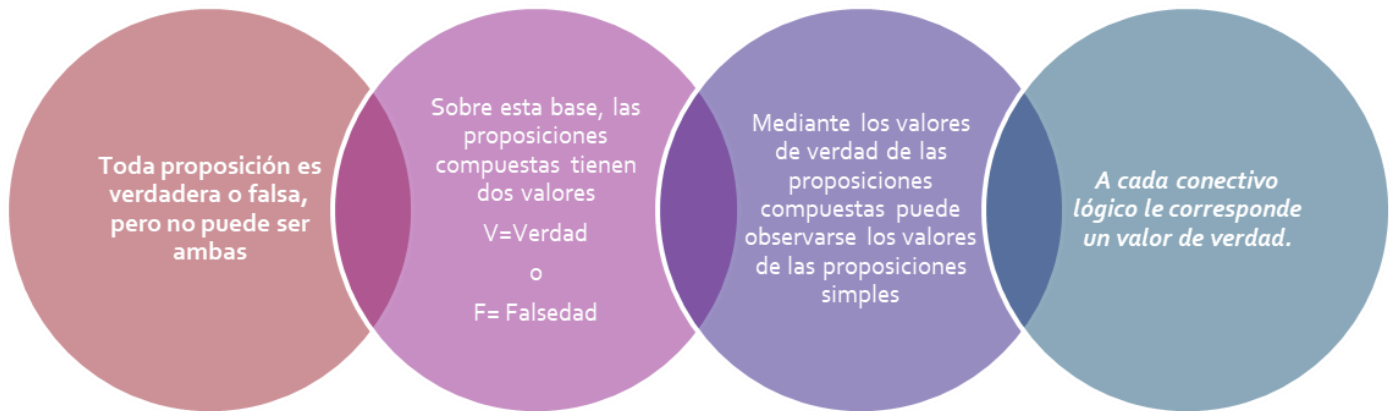 Toda proposición es
verdadera o falsa,
pero no puede ser
ambas
Sobre esta base, las
proposiciones
compuestas tienen
dos valores
V=Verdad
o
F= Falsedad
Mediante los valores
de verdad de las
proposiciones
compuestas puede
observarse los valores
de las proposiciones
simples
A cada conectivo
lógico le corresponde
un valor de verdad.